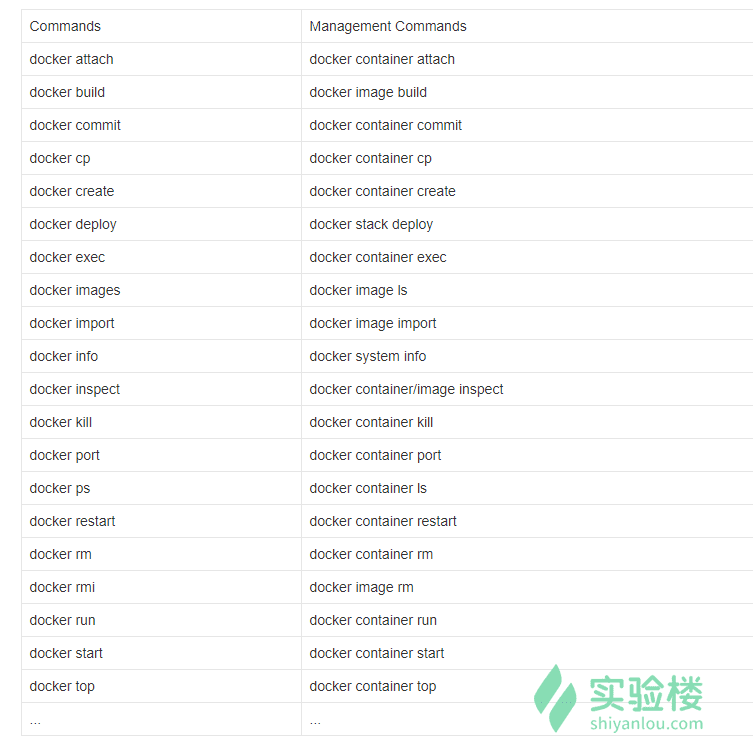 Commands Management Commands
docker attach docker container attach
docker build docker image build
docker commit docker container commit
docker cp docker container cp
docker create docker container create
docker deploy docker stack deploy
docker exec docker container exec
docker images docker image ls
docker import docker image import
docker info docker system info
docker inspect docker container/image inspect
docker kill docker container kill
docker port docker container port
docker ps docker container ls
docker restart docker container restart
docker rm docker container rm
docker rmi docker image rm
docker run docker container run
docker start docker container start
docker top docker container top
... ...
实验楼
shiyanlou.com